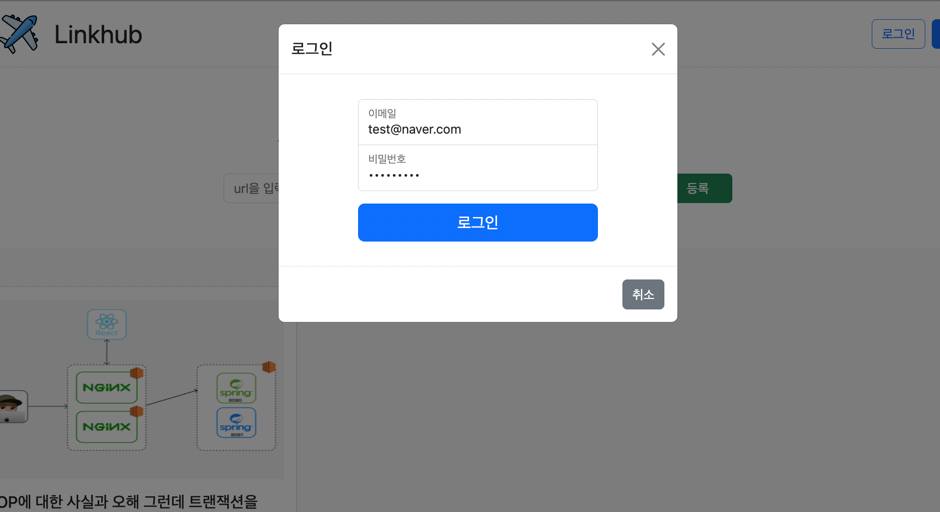 Linkhub
로그인
로그인
이메일
test@naver.com
비밀번호
•••••••••
url을 입
등록
로그인
취소
React
NGINX
NGINX
spring
spring
OP에 대한 사실과 오해 그런데 트랜잭션을